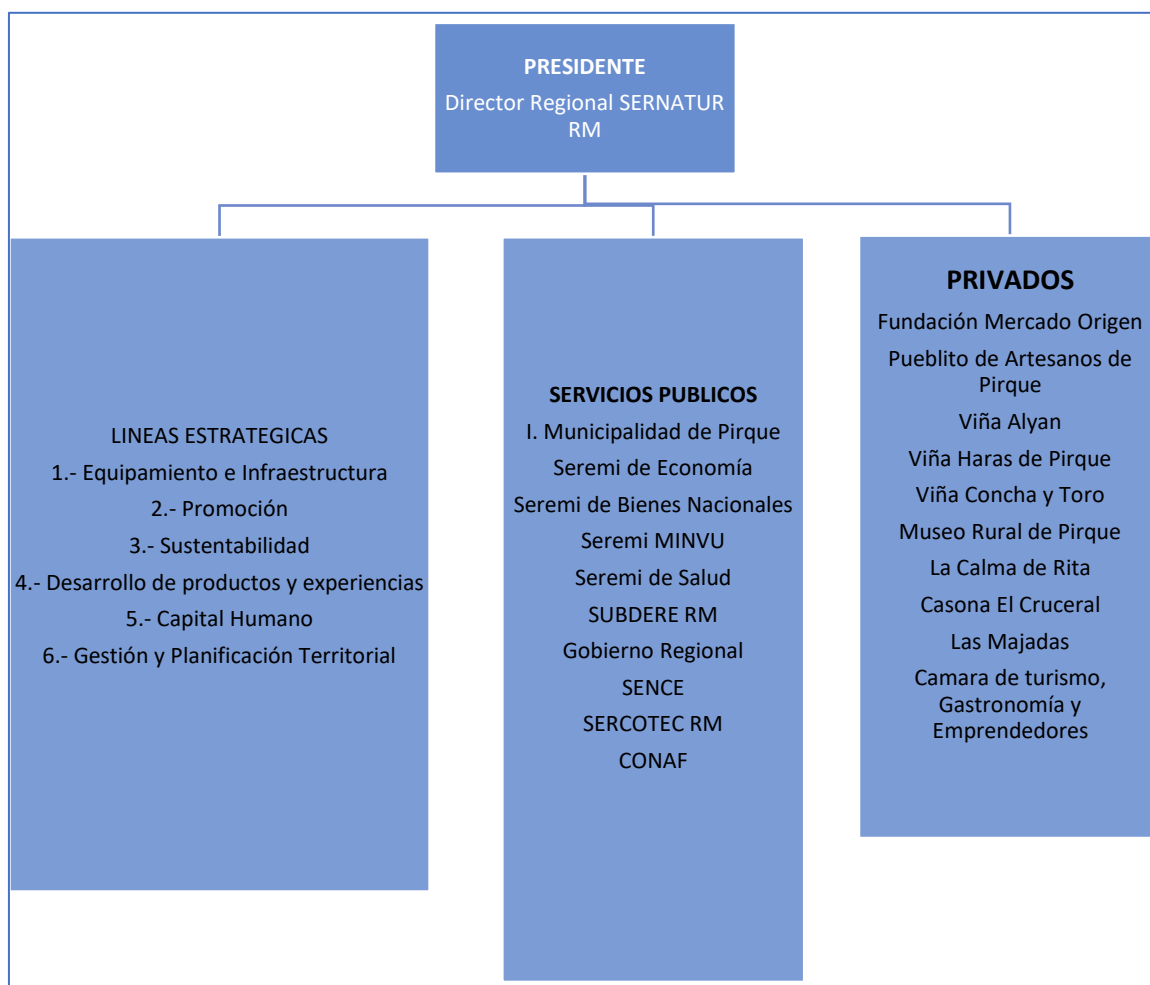 PRESIDENTE
Director Regional SERNATUR
RM
LINEAS ESTRATEGICAS
1.- Equipamiento e Infraestructura
2.- Promoción
3.- Sustentabilidad
4.- Desarrollo de productos y experiencias
5.- Capital Humano
6.- Gestión y Planificación Territorial
SERVICIOS PUBLICOS
I. Municipalidad de Pirque
Seremi de Economía
Seremi de Bienes Nacionales
Seremi MINVU
Seremi de Salud
SUBDERE RM
Gobierno Regional
SENCE
SERCOTEC RM
CONAF
PRIVADOS
Fundación Mercado Origen
Pueblito de Artesanos de
Pirque
Viña Alyan
Viña Haras de Pirque
Viña Concha y Toro
Museo Rural de Pirque
La Calma de Rita
Casona El Cruceral
Las Majadas
Camara de turismo,
Gastronomía y
Emprendedores